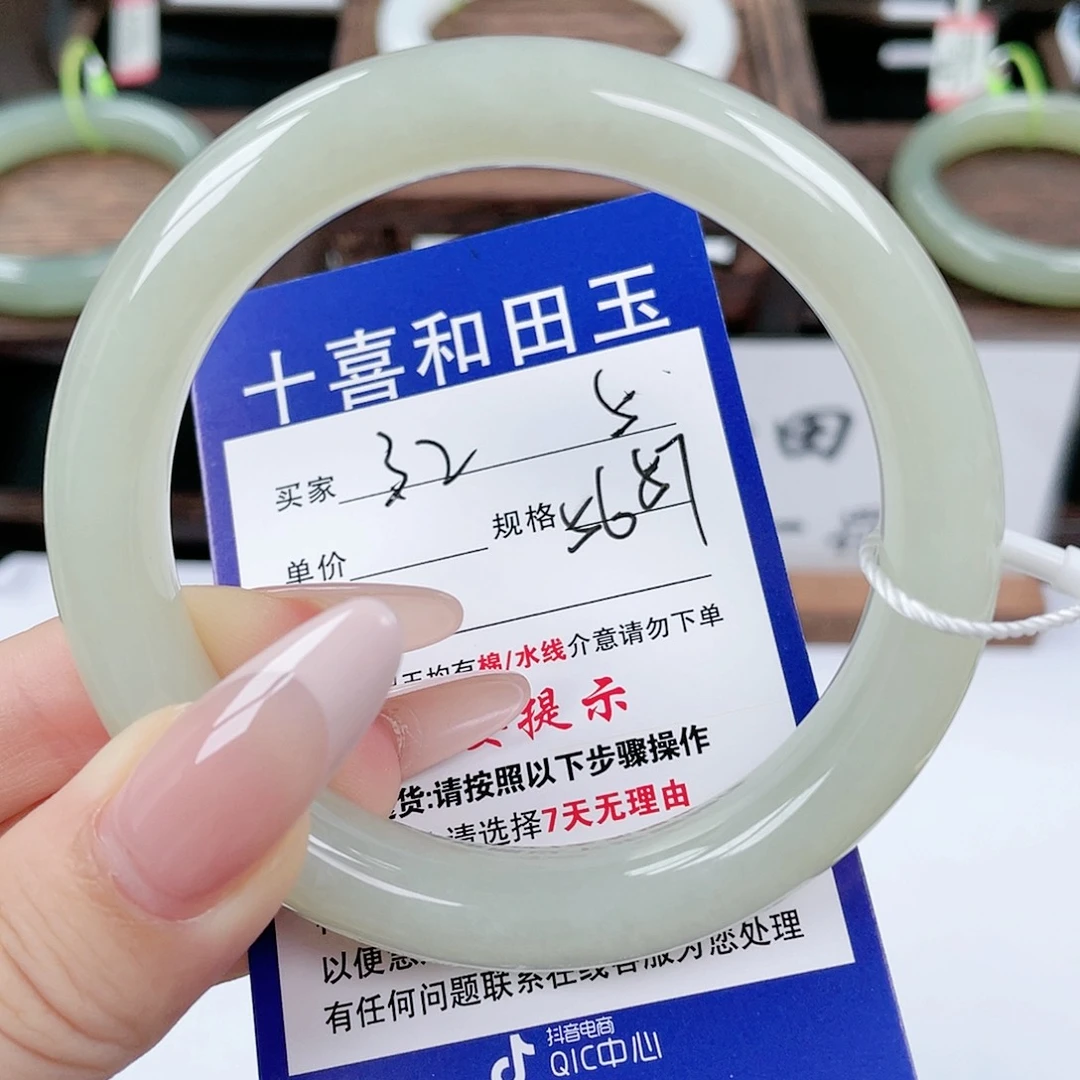 十喜和田玉
买家
规格
单价
均有棉/水线介意请勿下单
提示
货:请按照以下步骤操作
请选择7天无理由
以便
有任何问题联系在线客服为您处理
抖音电商
QIC中心
田